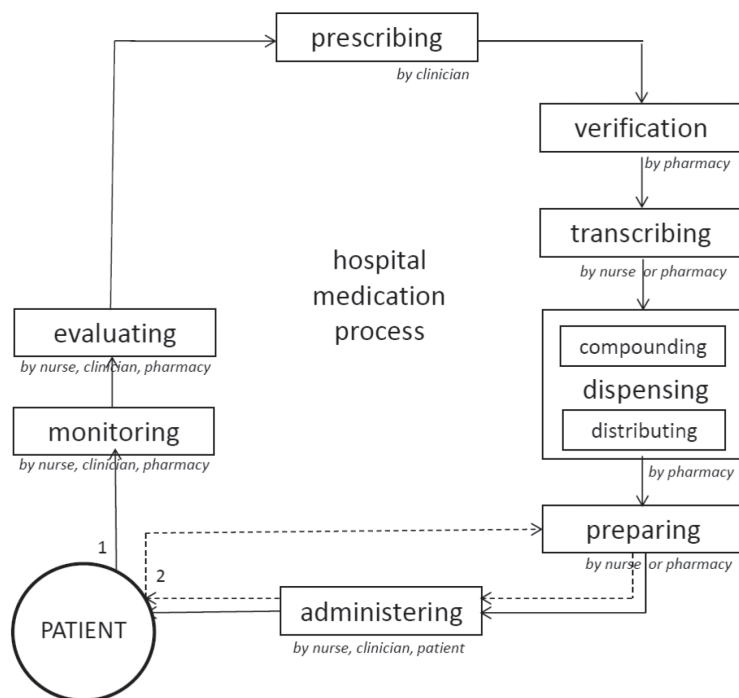 prescribing
by clinician
verification
by pharmacy
transcribing
by nurse or pharmacy
hospital
medication
process
compounding
dispensing
distributing
by pharmacy
evaluating
by nurse, clinician, pharmacy
monitoring
by nurse, clinician, pharmacy
preparing
by nurse or pharmacy
1
2
administering
by nurse, clinician, patient
PATIENT